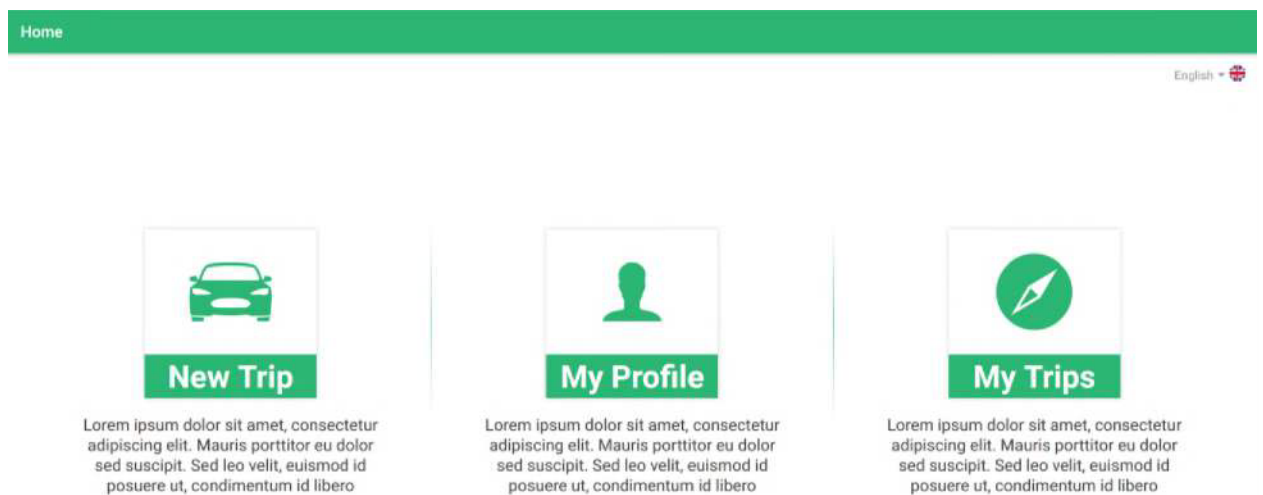 Home
English
New Trip
Lorem ipsum dolor sit amet, consectetur
adipiscing elit. Mauris porttitor eu dolor
sed suscipit. Sed leo velit, euismod id
posuere ut, condimentum id libero
My Profile
Lorem ipsum dolor sit amet, consectetur
adipiscing elit. Mauris porttitor eu dolor
sed suscipit. Sed leo velit, euismod id
posuere ut, condimentum id libero
My Trips
Lorem ipsum dolor sit amet, consectetur
adipiscing elit. Mauris porttitor eu dolor
sed suscipit. Sed leo velit, euismod id
posuere ut, condimentum id libero